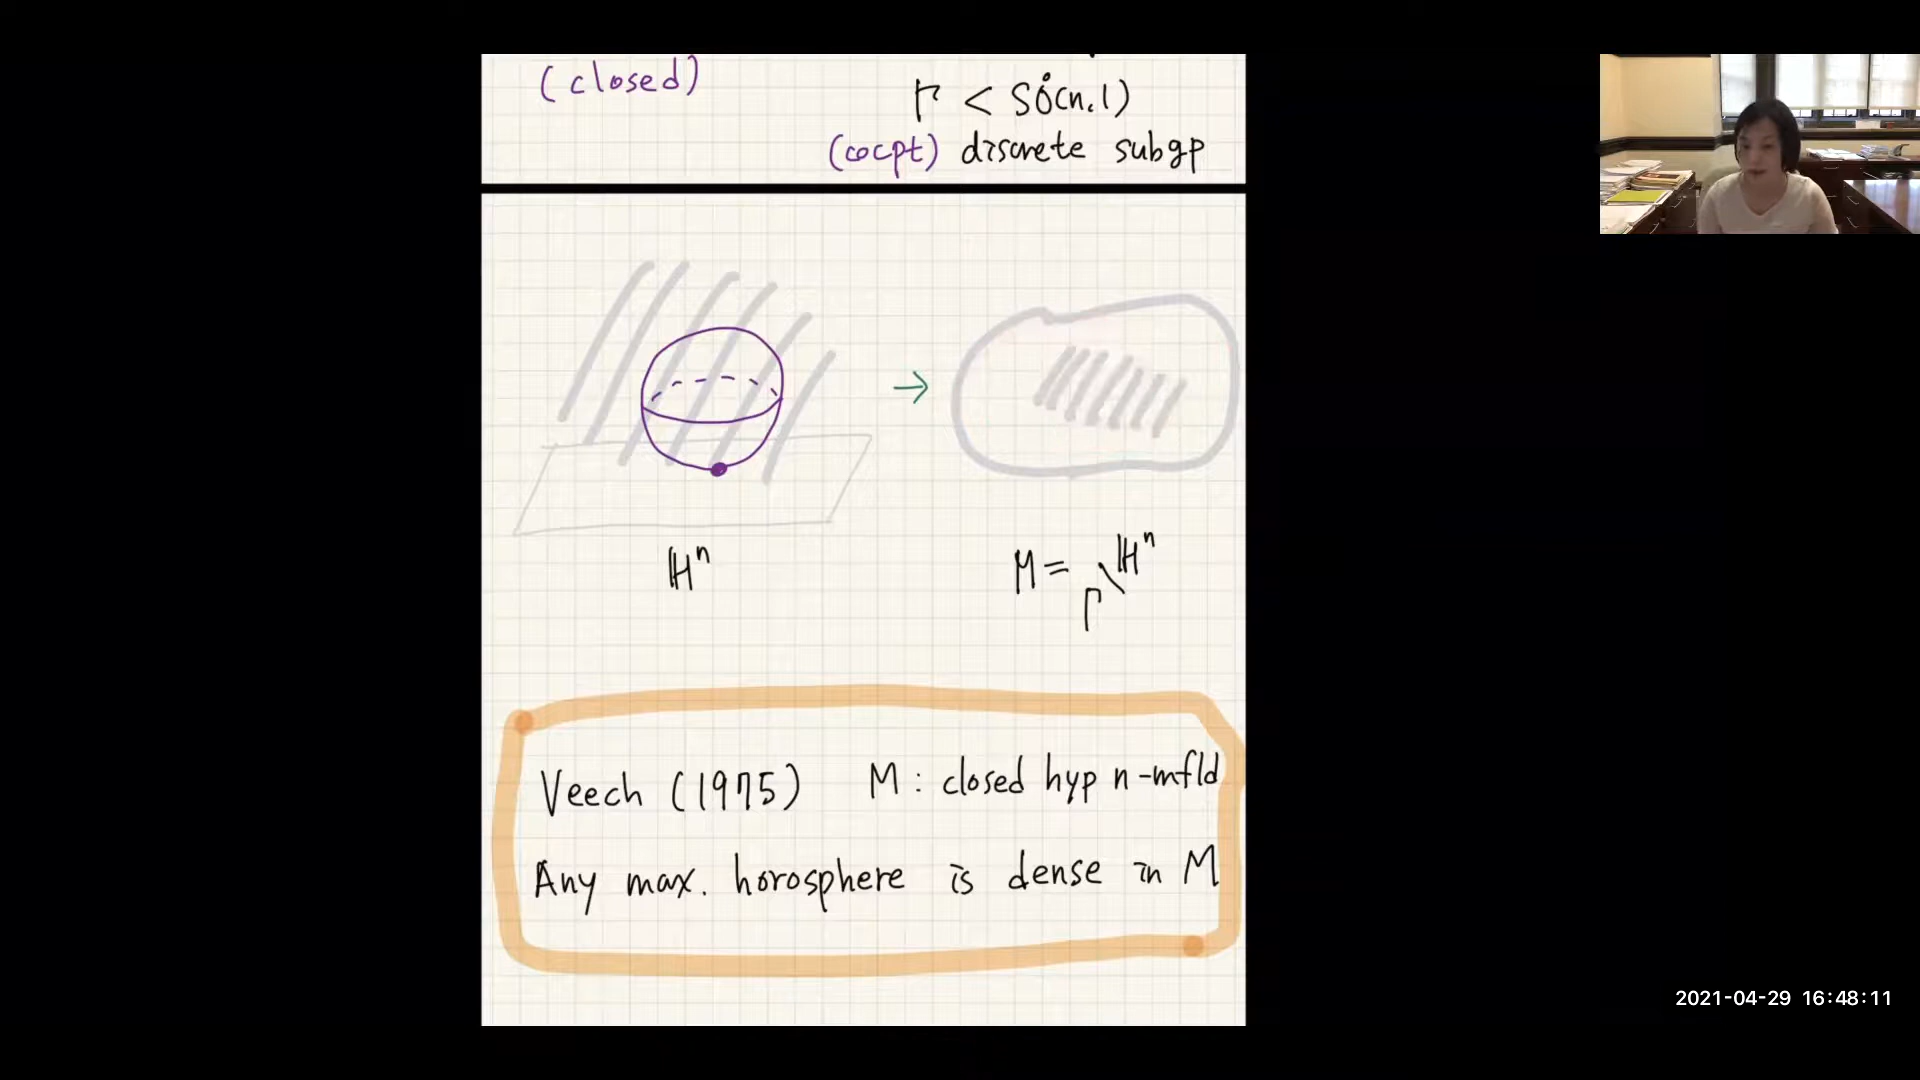 (closed)
Γ < SO°(n,1)
(cocpt) discrete subgp
→
ℍⁿ
M = Γ\ℍⁿ
Veech (1975) M : closed hyp n-mfld
Any max. horosphere is dense in M
2021-04-29 16:48:11